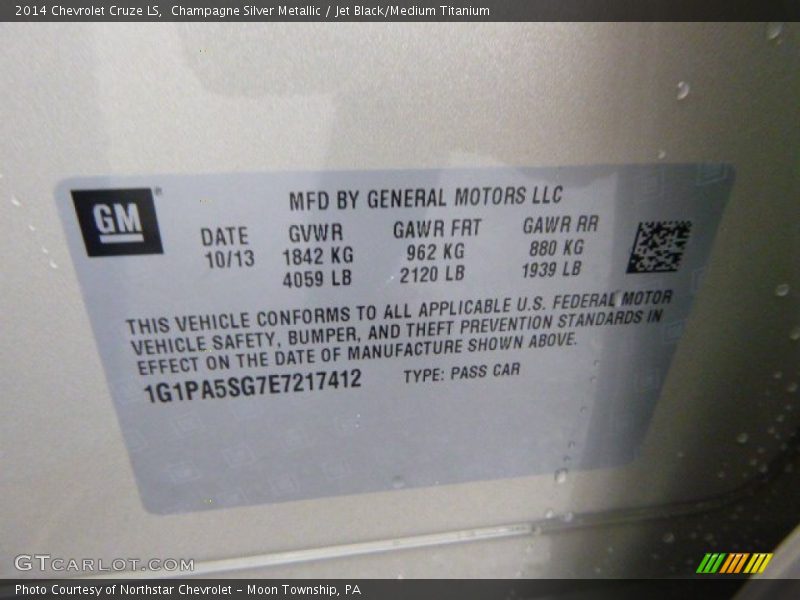 2014 Chevrolet Cruze LS,  Champagne Silver Metallic / Jet Black/Medium Titanium
GM®
MFD BY GENERAL MOTORS LLC
DATE GVWR GAWR FRT GAWR RR
10/13 1842 KG 962 KG 880 KG
4059 LB 2120 LB 1939 LB
THIS VEHICLE CONFORMS TO ALL APPLICABLE U.S. FEDERAL MOTOR
VEHICLE SAFETY, BUMPER, AND THEFT PREVENTION STANDARDS IN
EFFECT ON THE DATE OF MANUFACTURE SHOWN ABOVE.
1G1PA5SG7E7217412 TYPE: PASS CAR
GTCARLOT.COM
Photo Courtesy of Northstar Chevrolet – Moon Township, PA